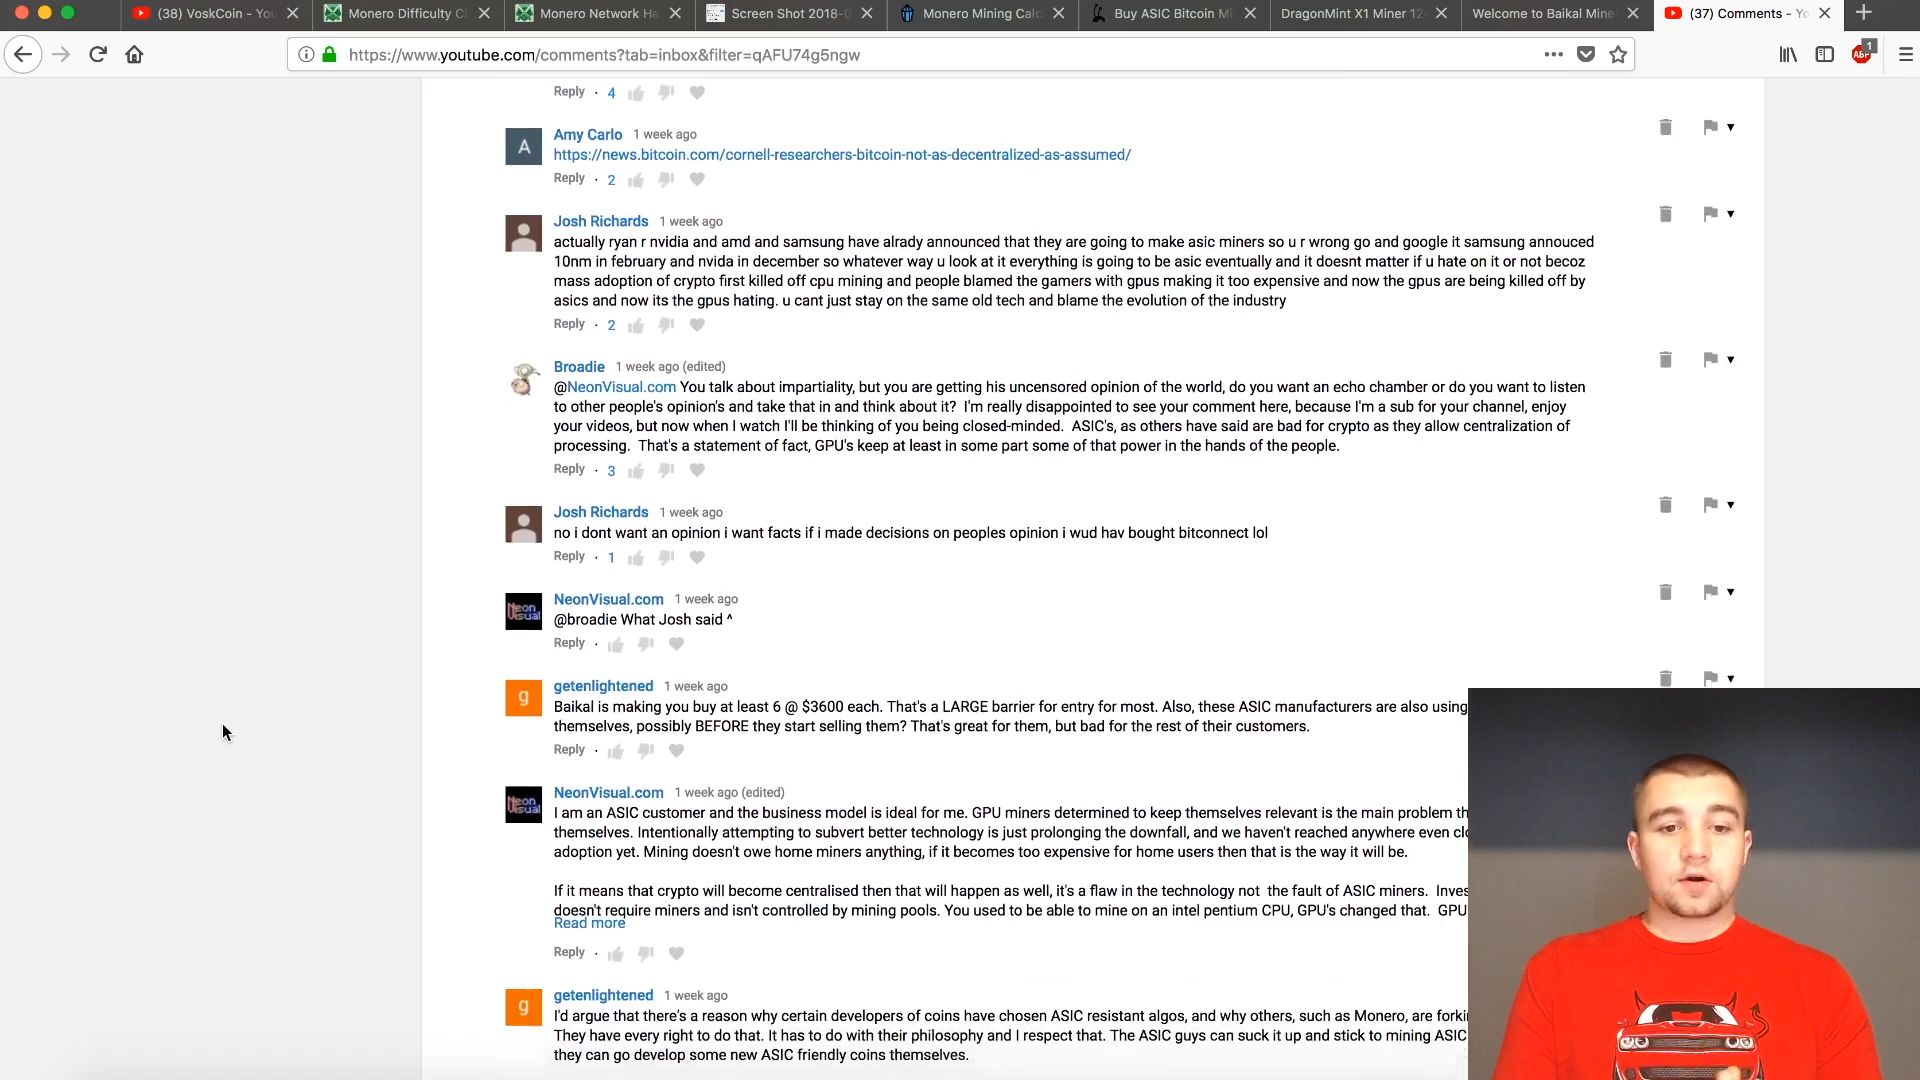 (38) VoskCoin - You
Monero Difficulty Ch
Monero Network Ha
Screen Shot 2018-0
Monero Mining Calc
Buy ASIC Bitcoin Mi
DragonMint X1 Miner 12
Welcome to Baikal Miner
(37) Comments - Yo
https://www.youtube.com/comments?tab=inbox&filter=qAFU74g5ngw
ABP
1
Reply · 4
A
Amy Carlo 1 week ago
https://news.bitcoin.com/cornell-researchers-bitcoin-not-as-decentralized-as-assumed/
Reply · 2
Josh Richards 1 week ago
actually ryan r nvidia and amd and samsung have alrady announced that they are going to make asic miners so u r wrong go and google it samsung annouced
10nm in february and nvida in december so whatever way u look at it everything is going to be asic eventually and it doesnt matter if u hate on it or not becoz
mass adoption of crypto first killed off cpu mining and people blamed the gamers with gpus making it too expensive and now the gpus are being killed off by
asics and now its the gpus hating. u cant just stay on the same old tech and blame the evolution of the industry
Reply · 2
Broadie 1 week ago (edited)
@NeonVisual.com You talk about impartiality, but you are getting his uncensored opinion of the world, do you want an echo chamber or do you want to listen
to other people's opinion's and take that in and think about it? I'm really disappointed to see your comment here, because I'm a sub for your channel, enjoy
your videos, but now when I watch I'll be thinking of you being closed-minded. ASIC's, as others have said are bad for crypto as they allow centralization of
processing. That's a statement of fact, GPU's keep at least in some part some of that power in the hands of the people.
Reply · 3
Josh Richards 1 week ago
no i dont want an opinion i want facts if i made decisions on peoples opinion i wud hav bought bitconnect lol
Reply · 1
Neon
Visual
NeonVisual.com 1 week ago
@broadie What Josh said ^
Reply ·
g
getenlightened 1 week ago
Baikal is making you buy at least 6 @ $3600 each. That's a LARGE barrier for entry for most. Also, these ASIC manufacturers are also using
themselves, possibly BEFORE they start selling them? That's great for them, but bad for the rest of their customers.
Reply ·
Neon
Visual
NeonVisual.com 1 week ago (edited)
I am an ASIC customer and the business model is ideal for me. GPU miners determined to keep themselves relevant is the main problem th
themselves. Intentionally attempting to subvert better technology is just prolonging the downfall, and we haven't reached anywhere even clo
adoption yet. Mining doesn't owe home miners anything, if it becomes too expensive for home users then that is the way it will be.
If it means that crypto will become centralised then that will happen as well, it's a flaw in the technology not the fault of ASIC miners. Inves
doesn't require miners and isn't controlled by mining pools. You used to be able to mine on an intel pentium CPU, GPU's changed that. GPU
Read more
Reply ·
g
getenlightened 1 week ago
I'd argue that there's a reason why certain developers of coins have chosen ASIC resistant algos, and why others, such as Monero, are forki
They have every right to do that. It has to do with their philosophy and I respect that. The ASIC guys can suck it up and stick to mining ASIC
they can go develop some new ASIC friendly coins themselves.